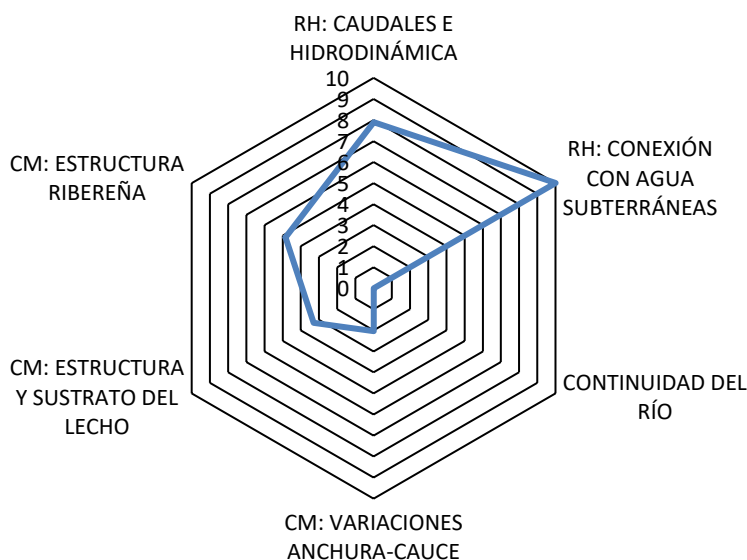 RH: CAUDALES E
HIDRODINÁMICA
10
9
8
7
6
5
4
3
2
1
0
RH: CONEXIÓN
CON AGUA
SUBTERRÁNEAS
CONTINUIDAD DEL
RÍO
CM: VARIACIONES
ANCHURA-CAUCE
CM: ESTRUCTURA
Y SUSTRATO DEL
LECHO
CM: ESTRUCTURA
RIBEREÑA